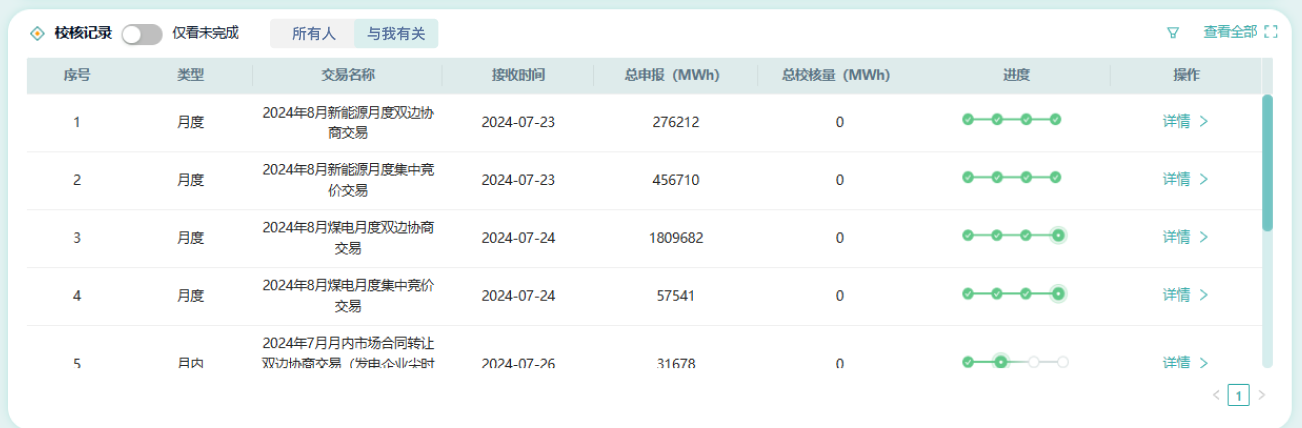 校核记录 仅看未完成 所有人 与我有关 查看全部
序号 类型 交易名称 接收时间 总申报（MWh） 总校核量（MWh） 进度 操作
1 月度 2024年8月新能源月度双边协 2024-07-23 276212 0 详情
商交易
2 月度 2024年8月新能源月度集中竞 2024-07-23 456710 0 详情
价交易
3 月度 2024年8月煤电月度双边协商 2024-07-24 1809682 0 详情
交易
4 月度 2024年8月煤电月度集中竞价 2024-07-24 57541 0 详情
交易
2024年7月月内市场合同转让
5 月内 双边协商交易（发电企业尖时 2024-07-26 31678 0 详情
1